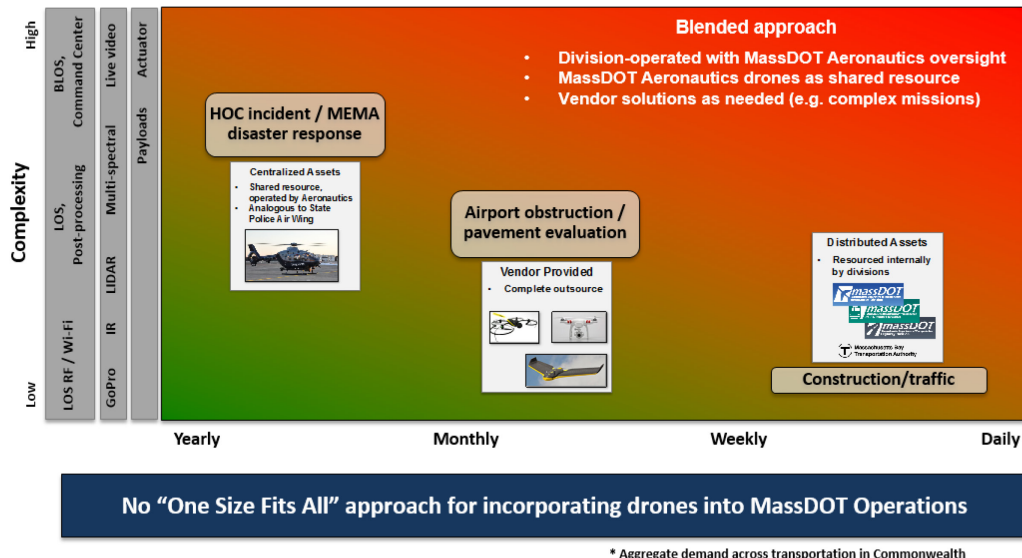 Blended approach
• Division-operated with MassDOT Aeronautics oversight
• MassDOT Aeronautics drones as shared resource
• Vendor solutions as needed (e.g. complex missions)
Complexity
High
Low
BLOS,
Command Center
LOS,
Post-processing
LOS RF / Wi-Fi
Live video
Multi-spectral
LIDAR
IR
GoPro
Actuator
Payloads
HOC incident / MEMA
disaster response
Centralized Assets
• Shared resource,
operated by Aeronautics
• Analogous to State
Police Air Wing
Airport obstruction /
pavement evaluation
Vendor Provided
• Complete outsource
Distributed Assets
• Resourced internally
by divisions
massDOT
massDOT
massDOT
Massachusetts Bay
Transportation Authority
Construction/traffic
Yearly
Monthly
Weekly
Daily
No “One Size Fits All” approach for incorporating drones into MassDOT Operations
* Aggregate demand across transportation in Commonwealth